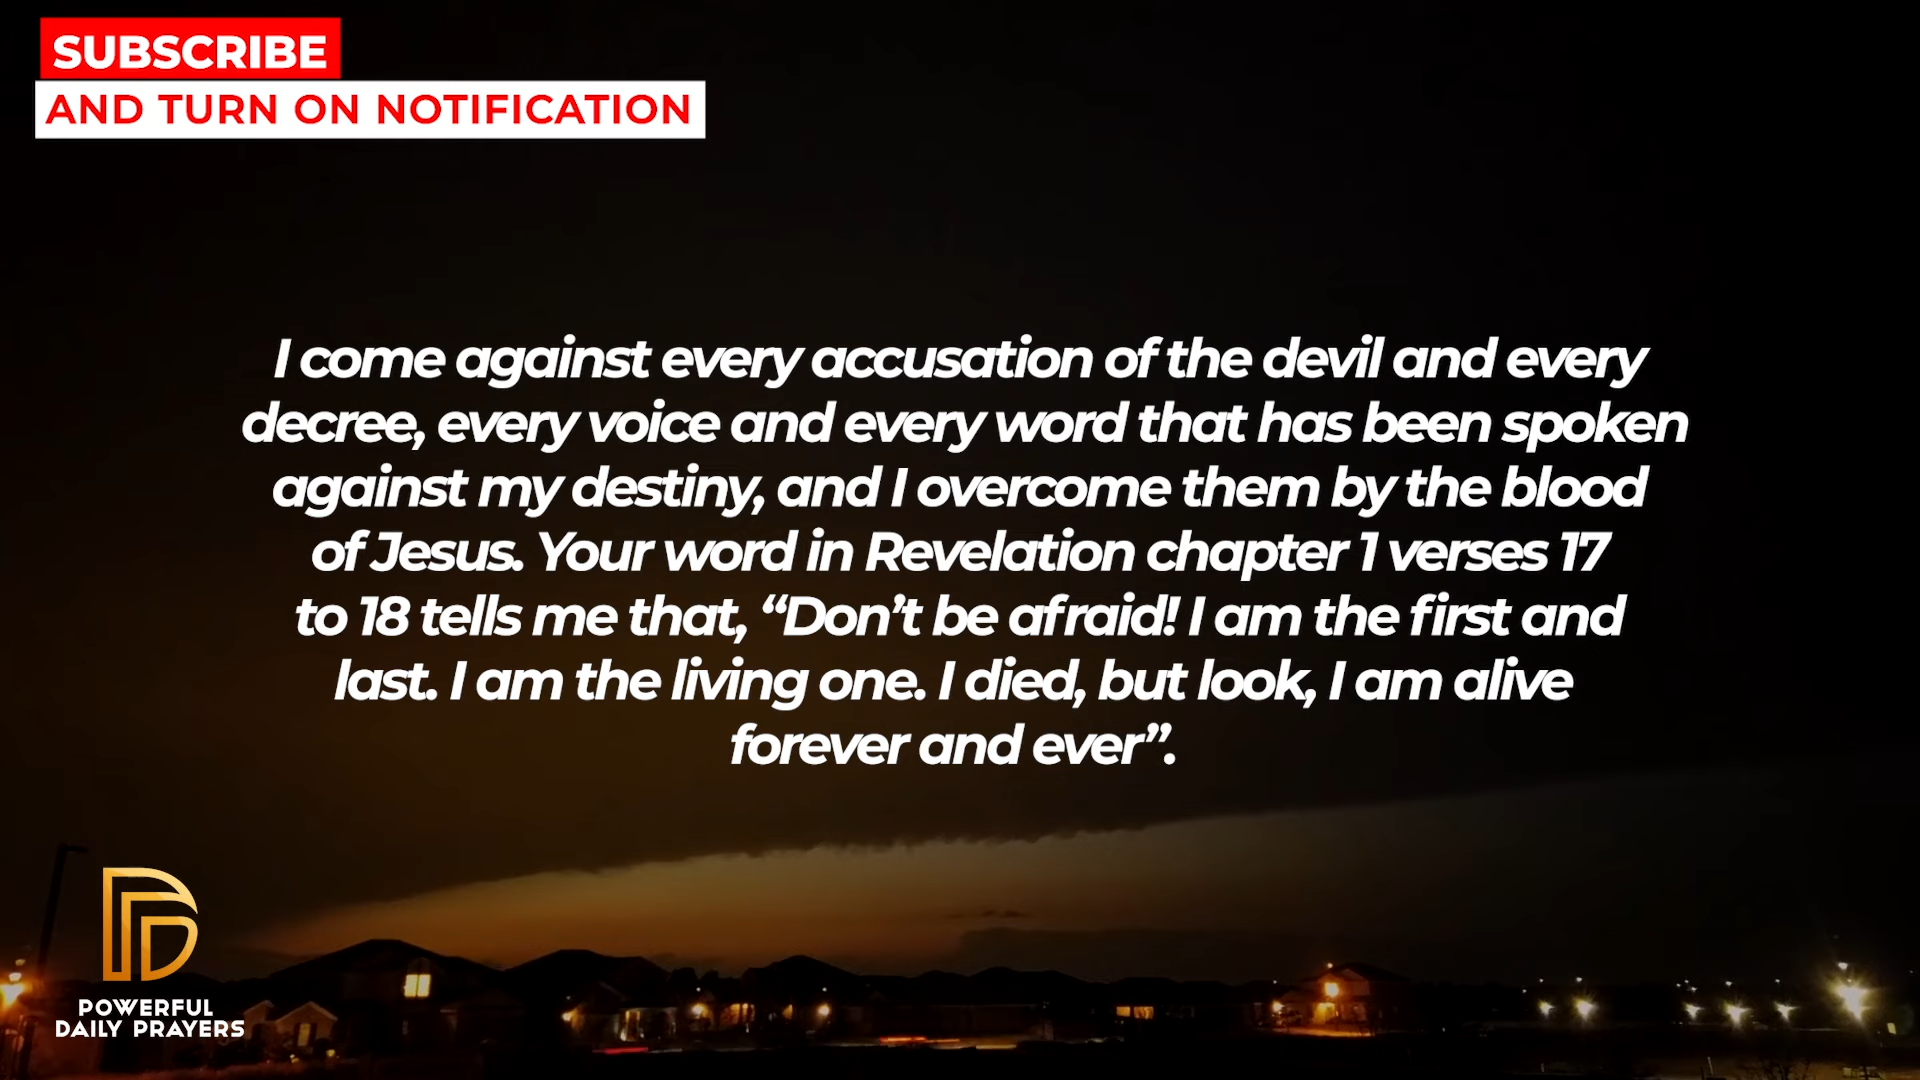 SUBSCRIBE
AND TURN ON NOTIFICATION
I come against every accusation of the devil and every
decree, every voice and every word that has been spoken
against my destiny, and I overcome them by the blood
of Jesus. Your word in Revelation chapter 1 verses 17
to 18 tells me that, “Don’t be afraid! I am the first and
last. I am the living one. I died, but look, I am alive
forever and ever”.
POWERFUL
DAILY PRAYERS